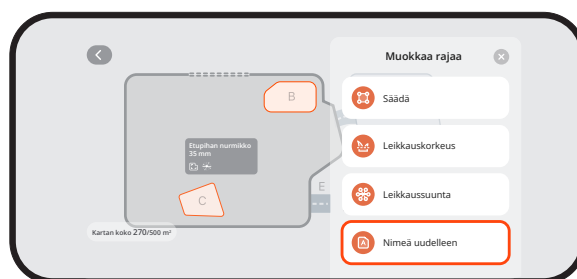 Muokkaa rajaa
B
Säädä
Etupihan nurmikko
35 mm
Leikkauskorkeus
E
C
Leikkaussuunta
Kartan koko 270/500 m²
A
Nimeä uudelleen